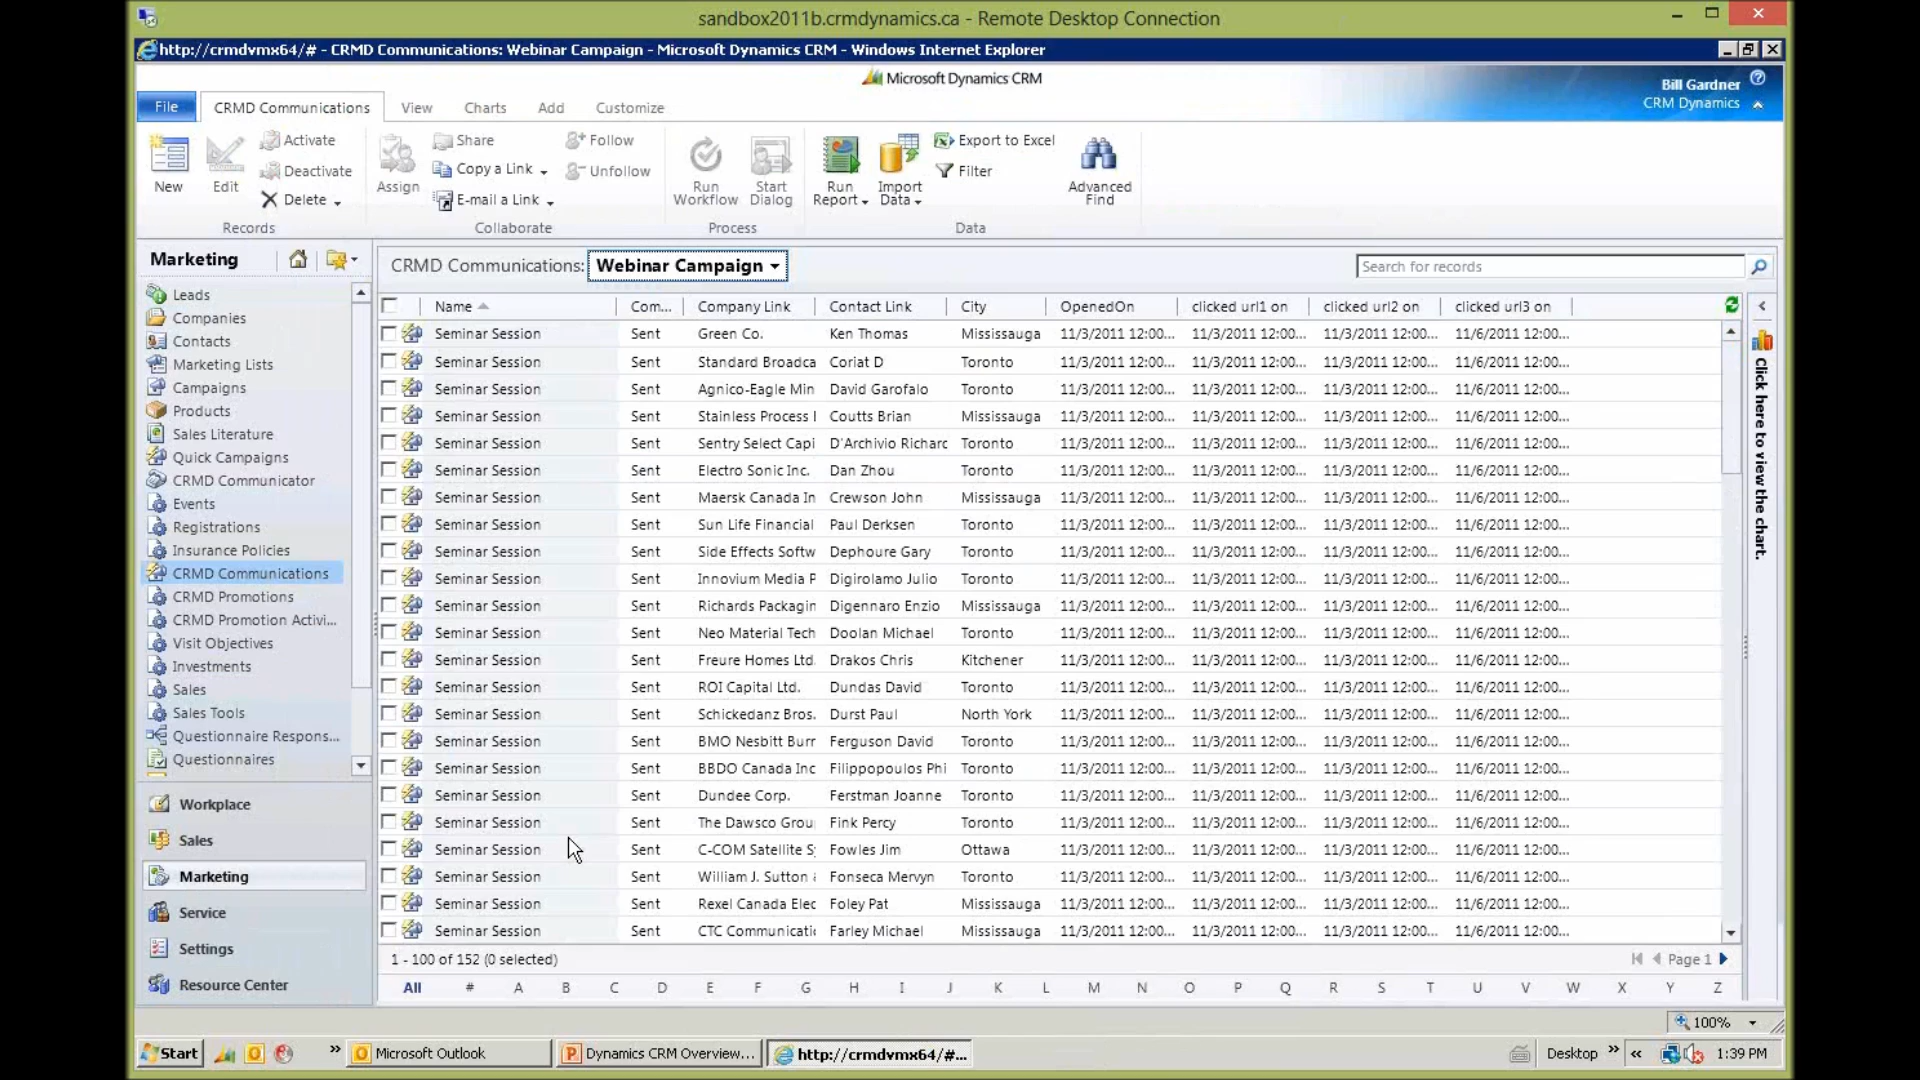 sandbox2011b.crmdynamics.ca - Remote Desktop Connection
http://crmdvmx64/# - CRMD Communications: Webinar Campaign - Microsoft Dynamics CRM - Windows Internet Explorer
Microsoft Dynamics CRM
Bill Gardner
CRM Dynamics
File CRMD Communications View Charts Add Customize
New Edit Activate Deactivate Delete
Assign Share Copy a Link E-mail a Link Follow Unfollow
Run Workflow Start Dialog
Run Report Import Data Export to Excel Filter Advanced Find
Records Collaborate Process Data
Marketing
Leads
Companies
Contacts
Marketing Lists
Campaigns
Products
Sales Literature
Quick Campaigns
CRMD Communicator
Events
Registrations
Insurance Policies
CRMD Communications
CRMD Promotions
CRMD Promotion Activi...
Visit Objectives
Investments
Sales
Sales Tools
Questionnaire Respons...
Questionnaires
Workplace
Sales
Marketing
Service
Settings
Resource Center
CRMD Communications: Webinar Campaign
Search for records
Name Com... Company Link Contact Link City OpenedOn clicked url1 on clicked url2 on clicked url3 on
Seminar Session Sent Green Co. Ken Thomas Mississauga 11/3/2011 12:00... 11/3/2011 12:00... 11/3/2011 12:00... 11/6/2011 12:00...
Seminar Session Sent Standard Broadca Coriat D Toronto 11/3/2011 12:00... 11/3/2011 12:00... 11/3/2011 12:00... 11/6/2011 12:00...
Seminar Session Sent Agnico-Eagle Min David Garofalo Toronto 11/3/2011 12:00... 11/3/2011 12:00... 11/3/2011 12:00... 11/6/2011 12:00...
Seminar Session Sent Stainless Process Coutts Brian Mississauga 11/3/2011 12:00... 11/3/2011 12:00... 11/3/2011 12:00... 11/6/2011 12:00...
Seminar Session Sent Sentry Select Capi D'Archivio Richard Toronto 11/3/2011 12:00... 11/3/2011 12:00... 11/3/2011 12:00... 11/6/2011 12:00...
Seminar Session Sent Electro Sonic Inc. Dan Zhou Toronto 11/3/2011 12:00... 11/3/2011 12:00... 11/3/2011 12:00... 11/6/2011 12:00...
Seminar Session Sent Maersk Canada In Crewson John Mississauga 11/3/2011 12:00... 11/3/2011 12:00... 11/3/2011 12:00... 11/6/2011 12:00...
Seminar Session Sent Sun Life Financial Paul Derksen Toronto 11/3/2011 12:00... 11/3/2011 12:00... 11/3/2011 12:00... 11/6/2011 12:00...
Seminar Session Sent Side Effects Softw Dephoure Gary Toronto 11/3/2011 12:00... 11/3/2011 12:00... 11/3/2011 12:00... 11/6/2011 12:00...
Seminar Session Sent Innovium Media P Digirolamo Julio Toronto 11/3/2011 12:00... 11/3/2011 12:00... 11/3/2011 12:00... 11/6/2011 12:00...
Seminar Session Sent Richards Packagin Digennaro Enzio Mississauga 11/3/2011 12:00... 11/3/2011 12:00... 11/3/2011 12:00... 11/6/2011 12:00...
Seminar Session Sent Neo Material Tech Doolan Michael Toronto 11/3/2011 12:00... 11/3/2011 12:00... 11/3/2011 12:00... 11/6/2011 12:00...
Seminar Session Sent Freure Homes Ltd. Drakos Chris Kitchener 11/3/2011 12:00... 11/3/2011 12:00... 11/3/2011 12:00... 11/6/2011 12:00...
Seminar Session Sent ROI Capital Ltd. Dundas David Toronto 11/3/2011 12:00... 11/3/2011 12:00... 11/3/2011 12:00... 11/6/2011 12:00...
Seminar Session Sent Schickedanz Bros. Durst Paul North York 11/3/2011 12:00... 11/3/2011 12:00... 11/3/2011 12:00... 11/6/2011 12:00...
Seminar Session Sent BMO Nesbitt Burr Ferguson David Toronto 11/3/2011 12:00... 11/3/2011 12:00... 11/3/2011 12:00... 11/6/2011 12:00...
Seminar Session Sent BBDO Canada Inc Filippopoulos Phi Toronto 11/3/2011 12:00... 11/3/2011 12:00... 11/3/2011 12:00... 11/6/2011 12:00...
Seminar Session Sent Dundee Corp. Ferstman Joanne Toronto 11/3/2011 12:00... 11/3/2011 12:00... 11/3/2011 12:00... 11/6/2011 12:00...
Seminar Session Sent The Dawsco Grou Fink Percy Toronto 11/3/2011 12:00... 11/3/2011 12:00... 11/3/2011 12:00... 11/6/2011 12:00...
Seminar Session Sent C-COM Satellite Sy Fowles Jim Ottawa 11/3/2011 12:00... 11/3/2011 12:00... 11/3/2011 12:00... 11/6/2011 12:00...
Seminar Session Sent William J. Sutton Fonseca Mervyn Toronto 11/3/2011 12:00... 11/3/2011 12:00... 11/3/2011 12:00... 11/6/2011 12:00...
Seminar Session Sent Rexel Canada Elec Foley Pat Mississauga 11/3/2011 12:00... 11/3/2011 12:00... 11/3/2011 12:00... 11/6/2011 12:00...
Seminar Session Sent CTC Communicati Farley Michael Mississauga 11/3/2011 12:00... 11/3/2011 12:00... 11/3/2011 12:00... 11/6/2011 12:00...
Click here to view the chart.
1 - 100 of 152 (0 selected) Page 1
All # A B C D E F G H I J K L M N O P Q R S T U V W X Y Z
100%
Start Microsoft Outlook Dynamics CRM Overview... http://crmdvmx64/#... Desktop 1:39 PM